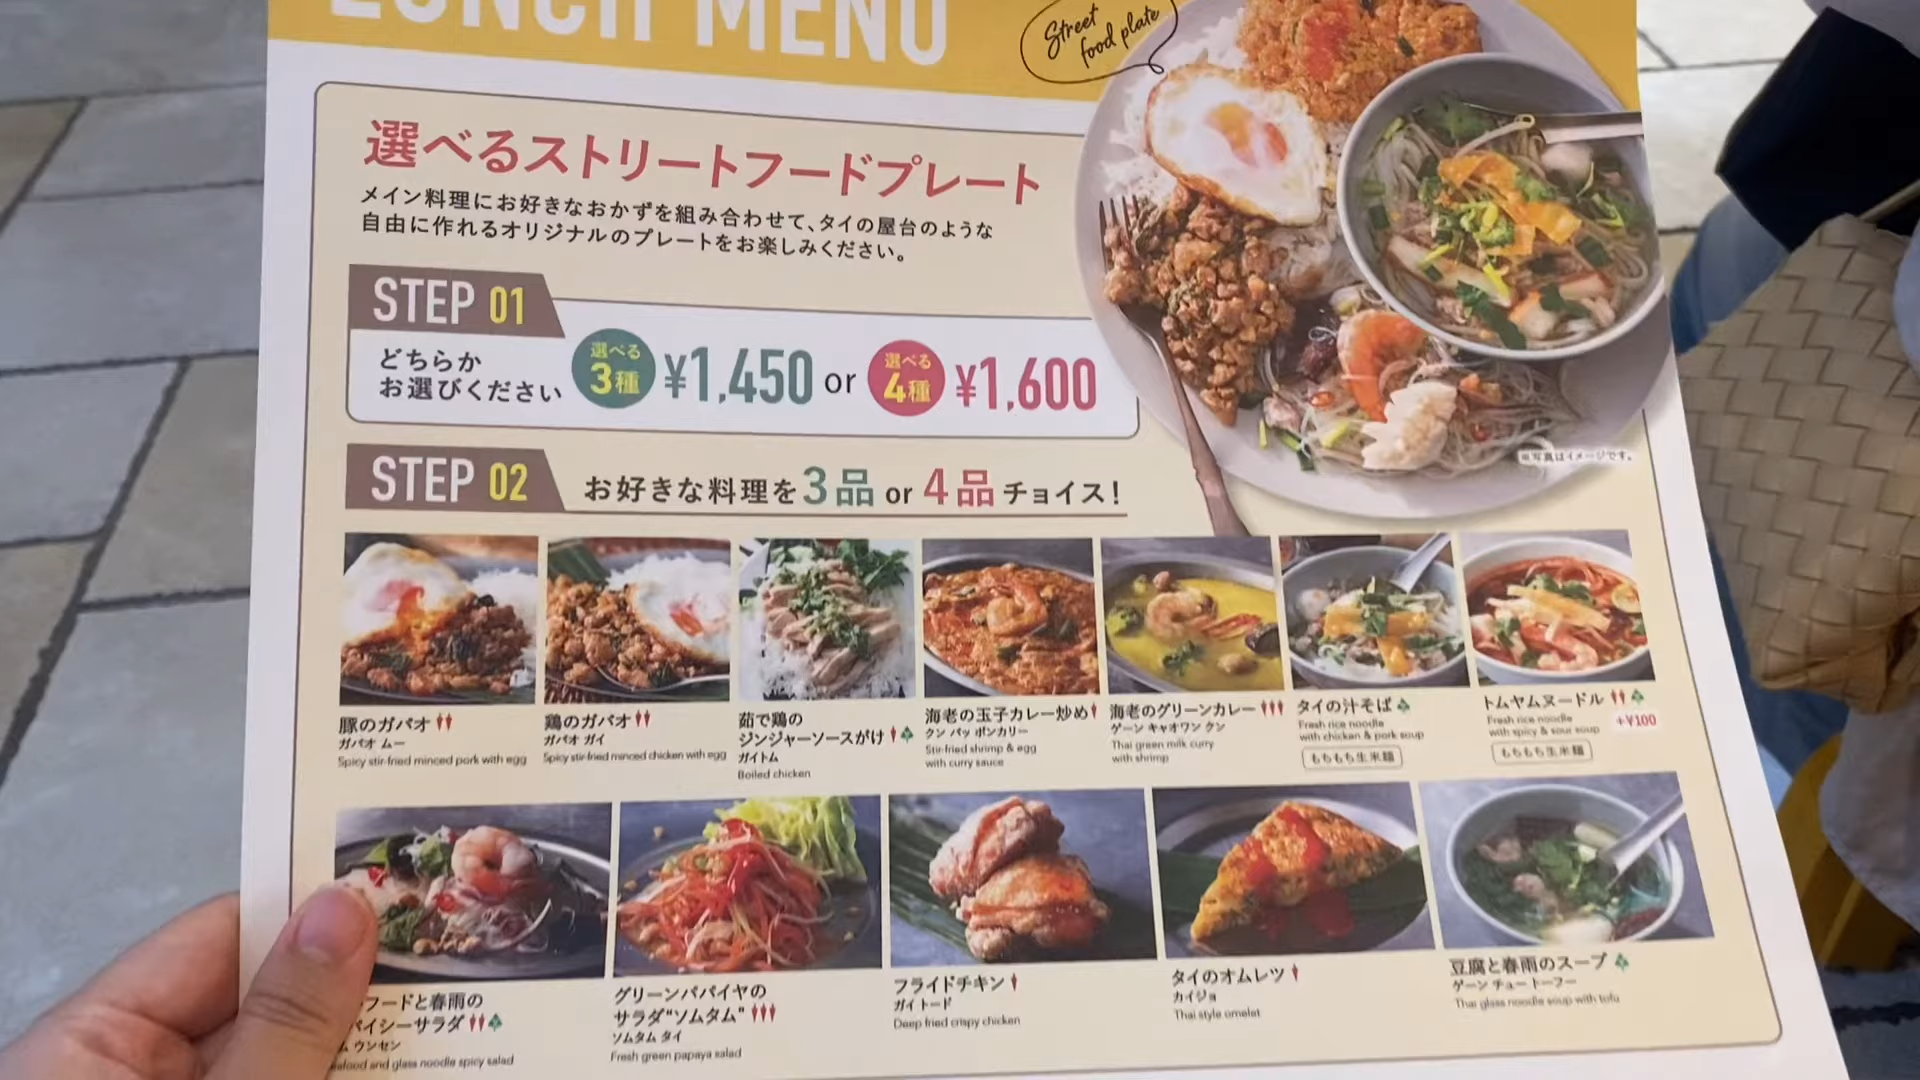 LUNCH MENU
Street
food plate
選べるストリートフードプレート
メイン料理にお好きなおかずを組み合わせて、タイの屋台のような
自由に作れるオリジナルのプレートをお楽しみください。
STEP 01
どちらか
お選びください
選べる
3種
¥1,450 or
選べる
4種
¥1,600
※写真はイメージです。
STEP 02
お好きな料理を3品 or 4品チョイス!
豚のガパオ
ガパオ ムー
Spicy stir-fried minced pork with egg
鶏のガパオ
ガパオ ガイ
Spicy stir-fried minced chicken with egg
茹で鶏の
ジンジャーソースがけ
ガイトム
Boiled chicken
海老の玉子カレー炒め
クン パッ ポンカリー
Stir-fried shrimp & egg
with curry sauce
海老のグリーンカレー
ゲーン キャオワン クン
Thai green milk curry
with shrimp
タイの汁そば
Fresh rice noodle
with chicken & pork soup
もちもち生米麺
トムヤムヌードル
Fresh rice noodle
with spicy & sour soup
+¥100
もちもち生米麺
フードと春雨の
パイシーサラダ
ム ウンセン
eafood and glass noodle spicy salad
グリーンパパイヤの
サラダ"ソムタム"
ソムタム タイ
Fresh green papaya salad
フライドチキン
ガイ トード
Deep fried crispy chicken
タイのオムレツ
カイジョ
Thai style omelet
豆腐と春雨のスープ
ゲーン チュー トーフー
Thai glass noodle soup with tofu